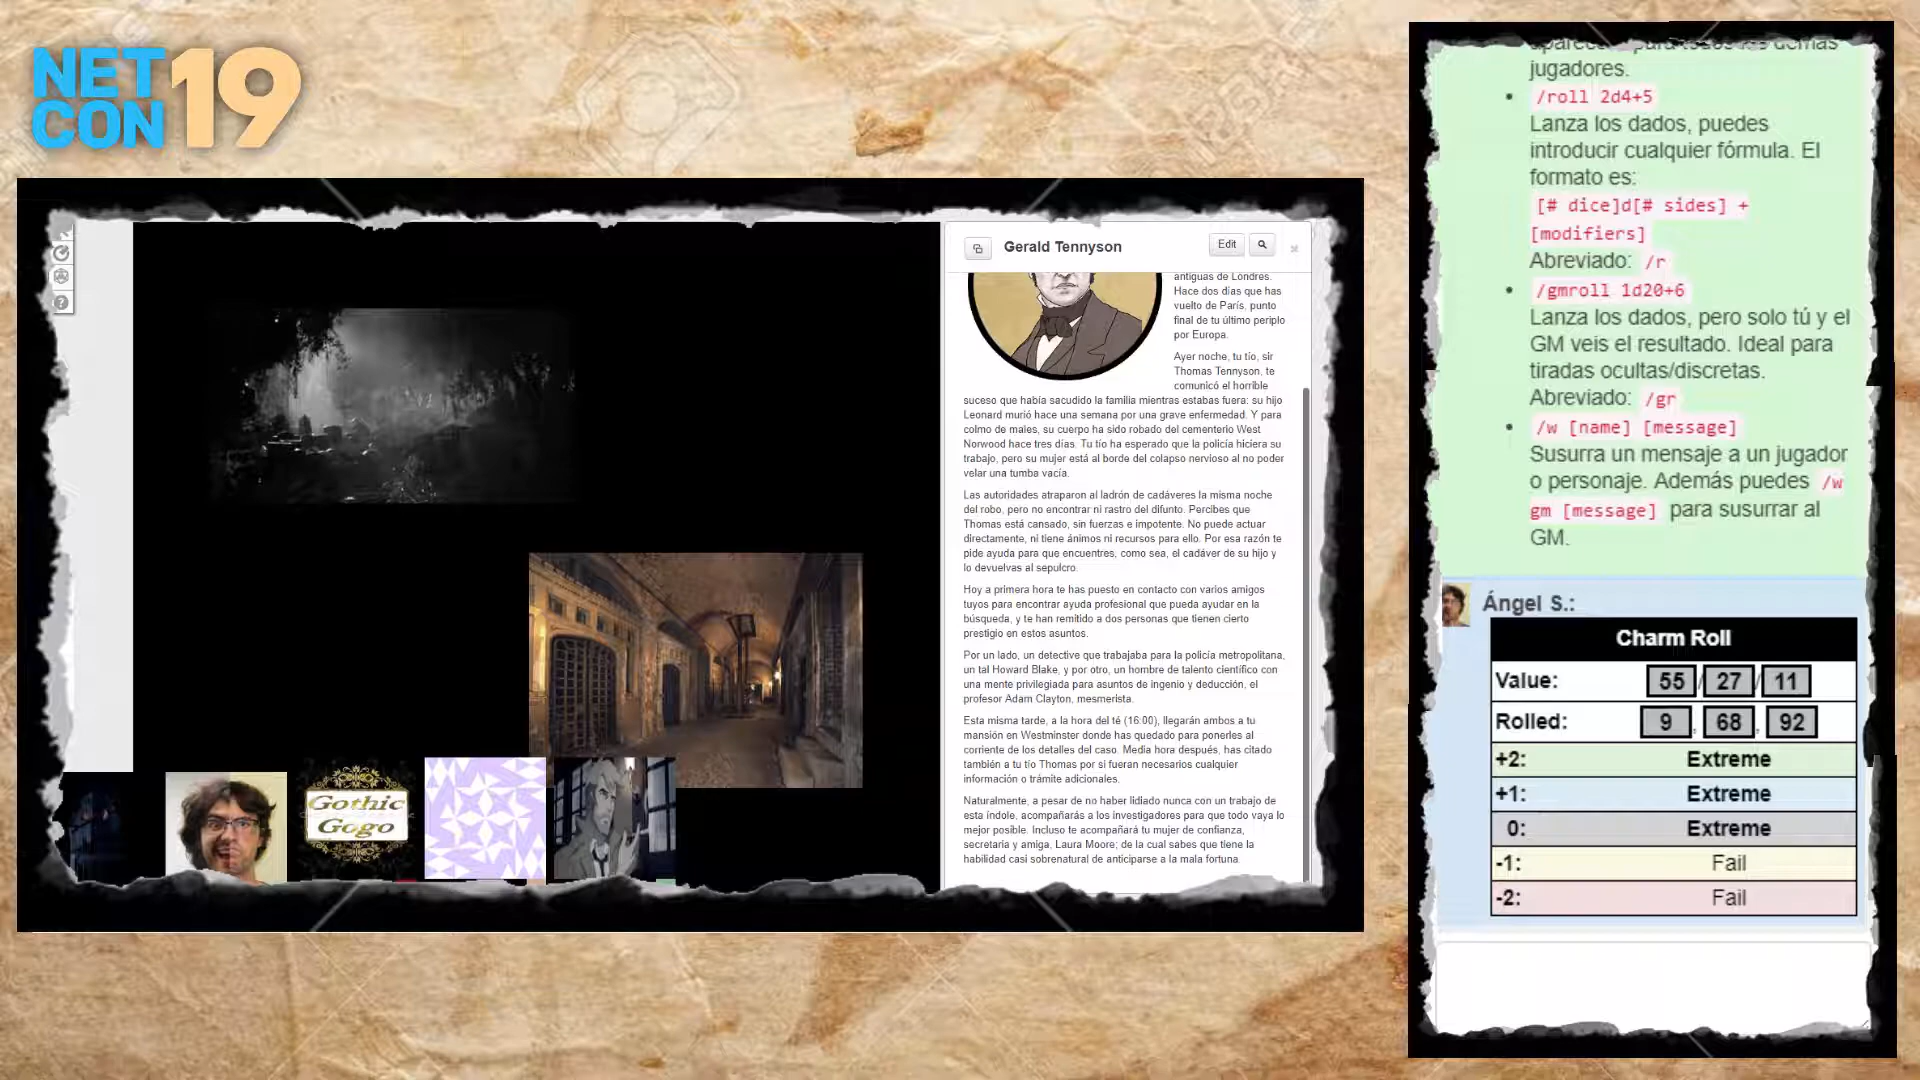 NET
CON
19
Gerald Tennyson
Edit
antiguas de Londres.
Hace dos días que has
vuelto de París, punto
final de tu último periplo
por Europa.
Ayer noche, tu tío, sir
Thomas Tennyson, te
comunicó el horrible
suceso que había sacudido la familia mientras estabas fuera: su hijo
Leonard murió hace una semana por una grave enfermedad. Y para
colmo de males, su cuerpo ha sido robado del cementerio West
Norwood hace tres días. Tu tío ha esperado que la policía hiciera su
trabajo, pero su mujer está al borde del colapso nervioso al no poder
velar una tumba vacía.
Las autoridades atraparon al ladrón de cadáveres la misma noche
del robo, pero no encontrar ni rastro del difunto. Percibes que
Thomas está cansado, sin fuerzas e impotente. No puede actuar
directamente, ni tiene ánimos ni recursos para ello. Por esa razón te
pide ayuda para que encuentres, como sea, el cadáver de su hijo y
lo devuelvas al sepulcro.
Hoy a primera hora te has puesto en contacto con varios amigos
tuyos para encontrar ayuda profesional que pueda ayudar en la
búsqueda, y te han remitido a dos personas que tienen cierto
prestigio en estos asuntos.
Por un lado, un detective que trabajaba para la policía metropolitana,
un tal Howard Blake, y por otro, un hombre de talento científico con
una mente privilegiada para asuntos de ingenio y deducción, el
profesor Adam Clayton, mesmerista.
Esta misma tarde, a la hora del té (16:00), llegarán ambos a tu
mansión en Westminster donde has quedado para ponerles al
corriente de los detalles del caso. Media hora después, has citado
también a tu tío Thomas por si fueran necesarios cualquier
información o trámite adicionales.
Naturalmente, a pesar de no haber lidiado nunca con un trabajo de
esta índole, acompañarás a los investigadores para que todo vaya lo
mejor posible. Incluso te acompañará tu mujer de confianza,
secretaria y amiga, Laura Moore; de la cual sabes que tiene la
habilidad casi sobrenatural de anticiparse a la mala fortuna.
Gothic
Gogo
jugadores.
• /roll 2d4+5
Lanza los dados, puedes
introducir cualquier fórmula. El
formato es:
[# dice]d[# sides] +
[modifiers]
Abreviado: /r
• /gmroll 1d20+6
Lanza los dados, pero solo tú y el
GM veis el resultado. Ideal para
tiradas ocultas/discretas.
Abreviado: /gr
• /w [name] [message]
Susurra un mensaje a un jugador
o personaje. Además puedes /w
gm [message] para susurrar al
GM.
Ángel S.:
Charm Roll
Value: 55 / 27 / 11
Rolled: 9, 68, 92
+2: Extreme
+1: Extreme
0: Extreme
-1: Fail
-2: Fail